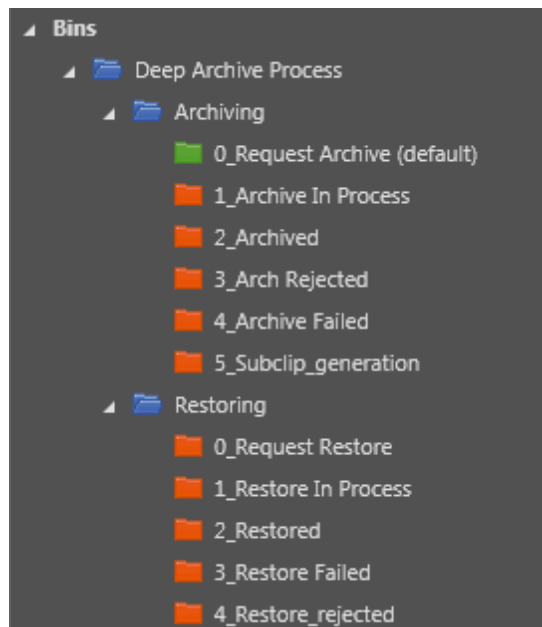 Bins
Deep Archive Process
Archiving
0_Request Archive (default)
1_Archive In Process
2_Archived
3_Arch Rejected
4_Archive Failed
5_Subclip_generation
Restoring
0_Request Restore
1_Restore In Process
2_Restored
3_Restore Failed
4_Restore_rejected